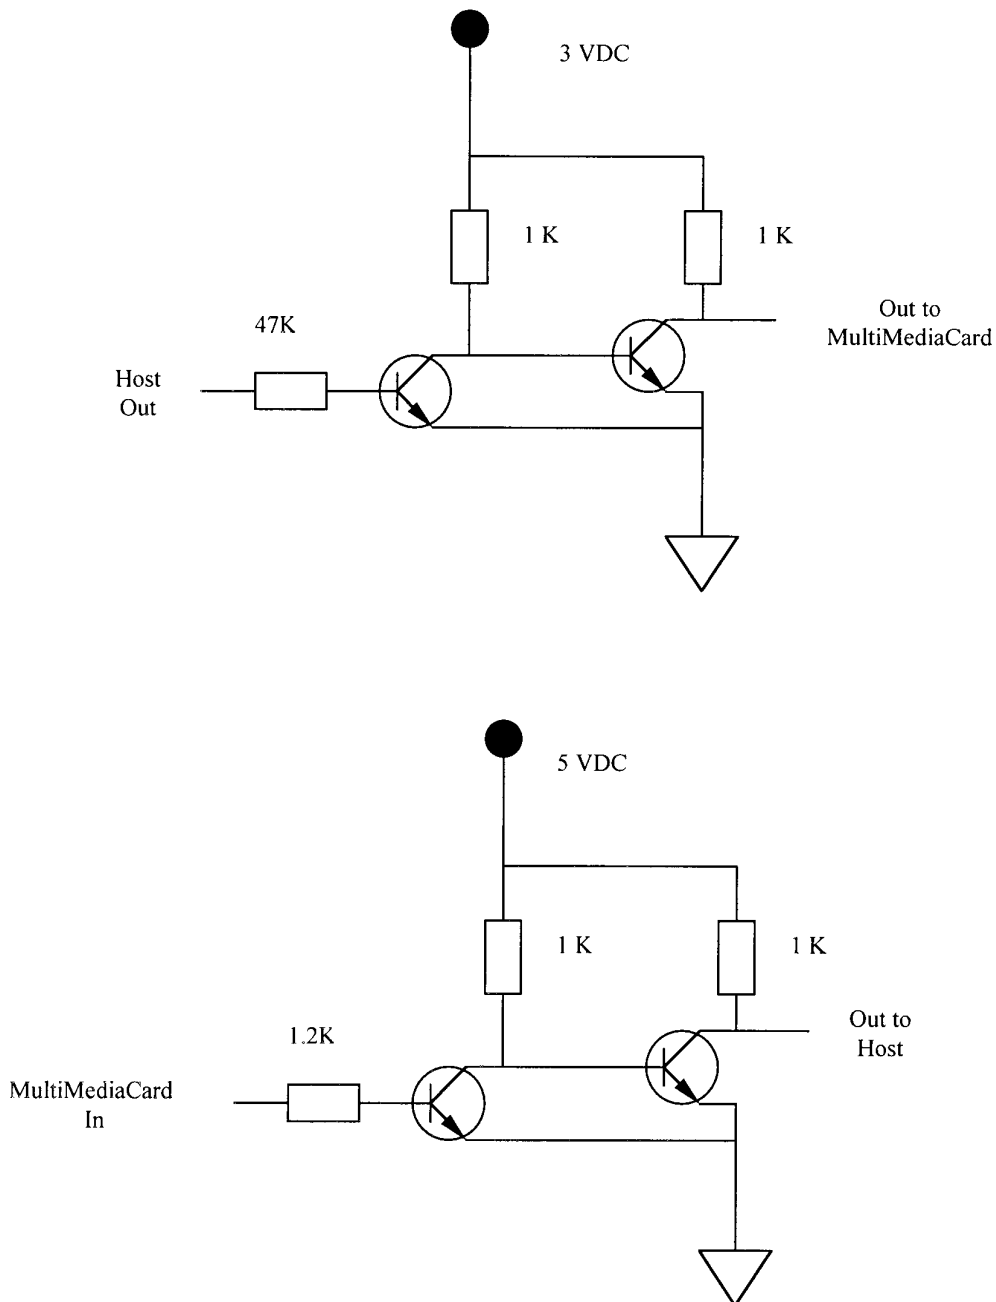 3 VDC
1 K
1 K
47K
Out to
MultiMediaCard
Host
Out
5 VDC
1 K
1 K
1.2K
Out to
Host
MultiMediaCard
In